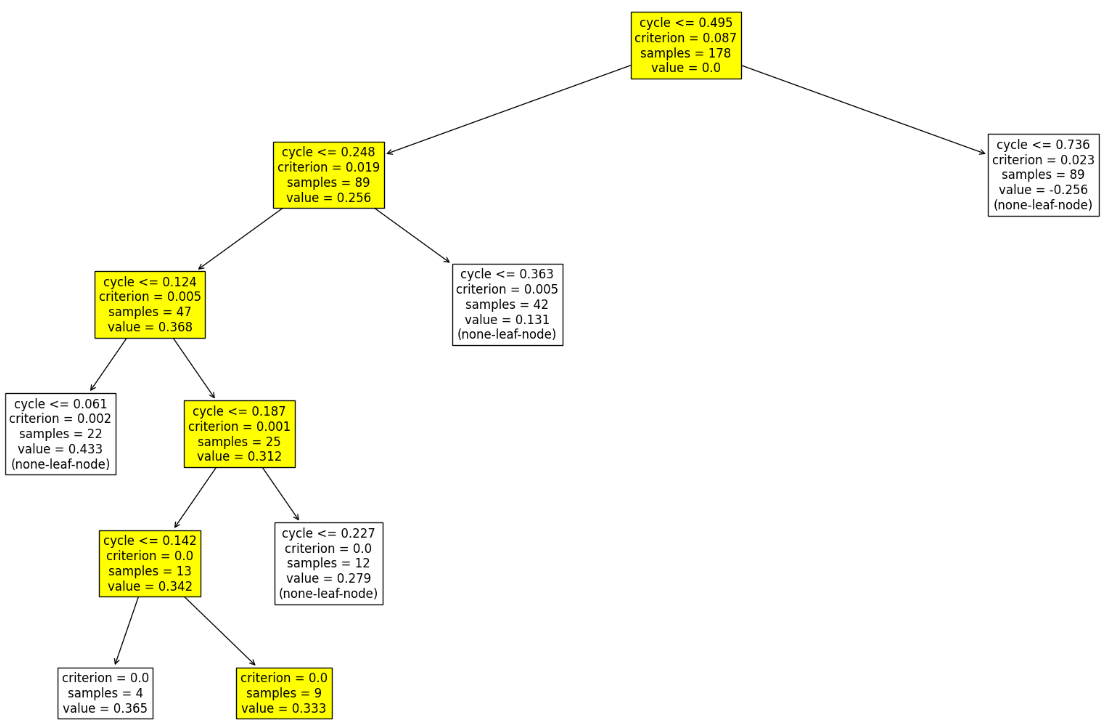 cycle <= 0.495
criterion = 0.087
samples = 178
value = 0.0
cycle <= 0.248
criterion = 0.019
samples = 89
value = 0.256
cycle <= 0.736
criterion = 0.023
samples = 89
value = -0.256
(none-leaf-node)
cycle <= 0.124
criterion = 0.005
samples = 47
value = 0.368
cycle <= 0.363
criterion = 0.005
samples = 42
value = 0.131
(none-leaf-node)
cycle <= 0.061
criterion = 0.002
samples = 22
value = 0.433
(none-leaf-node)
cycle <= 0.187
criterion = 0.001
samples = 25
value = 0.312
cycle <= 0.142
criterion = 0.0
samples = 13
value = 0.342
cycle <= 0.227
criterion = 0.0
samples = 12
value = 0.279
(none-leaf-node)
criterion = 0.0
samples = 4
value = 0.365
criterion = 0.0
samples = 9
value = 0.333